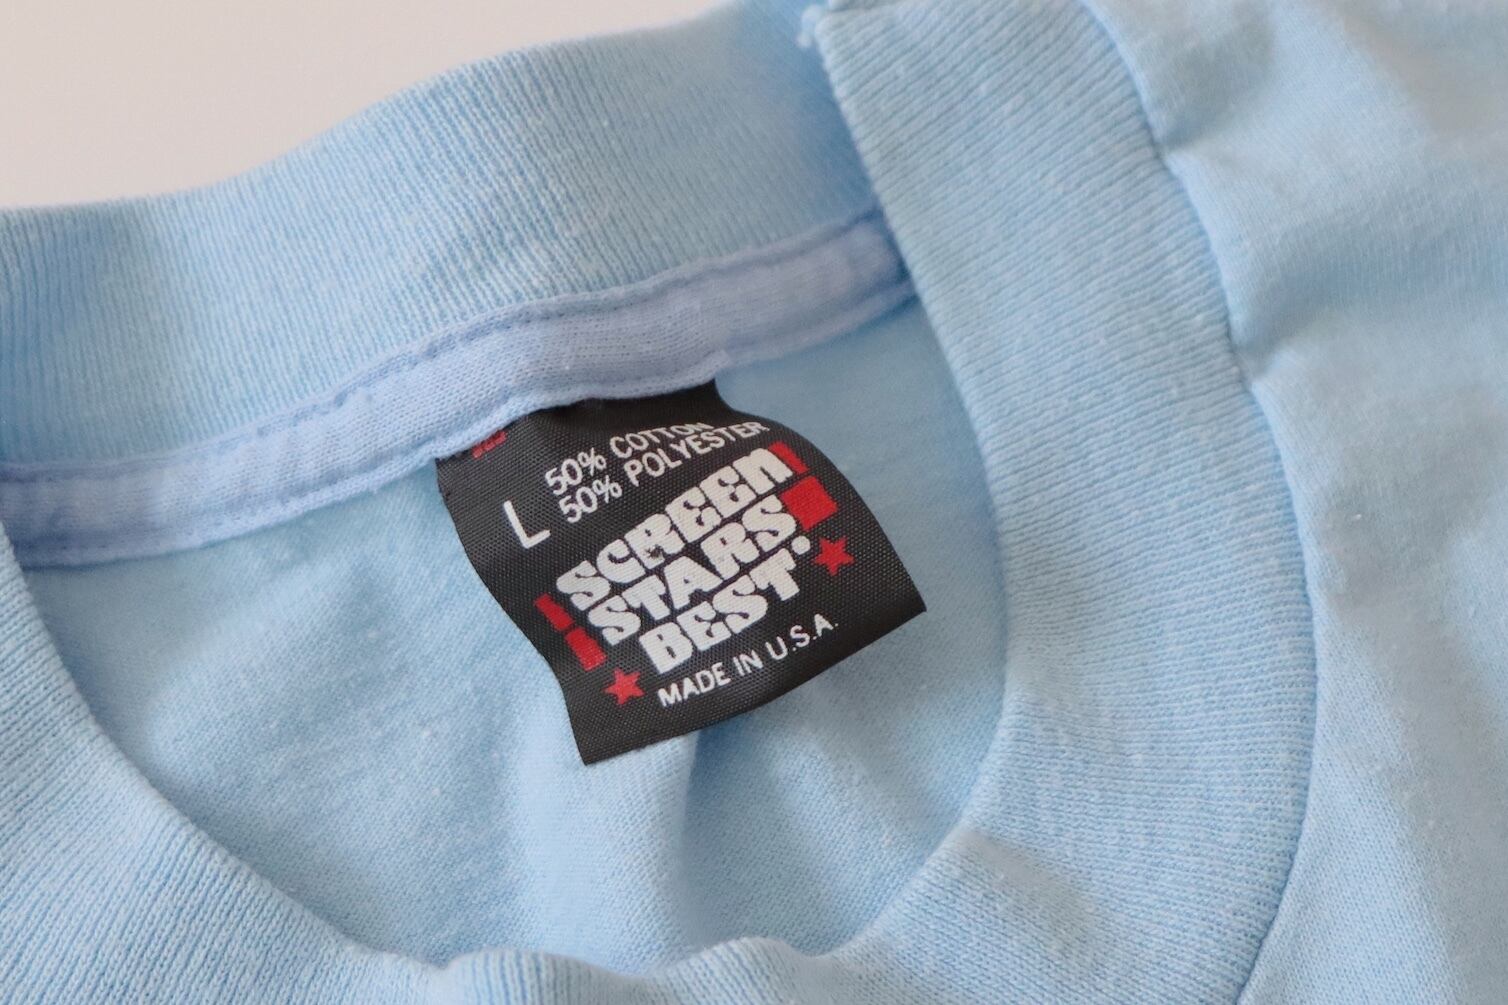 50% COTTON
50% POLYESTER
L
SCREEN
STARS
BEST.
MADE IN U.S.A.